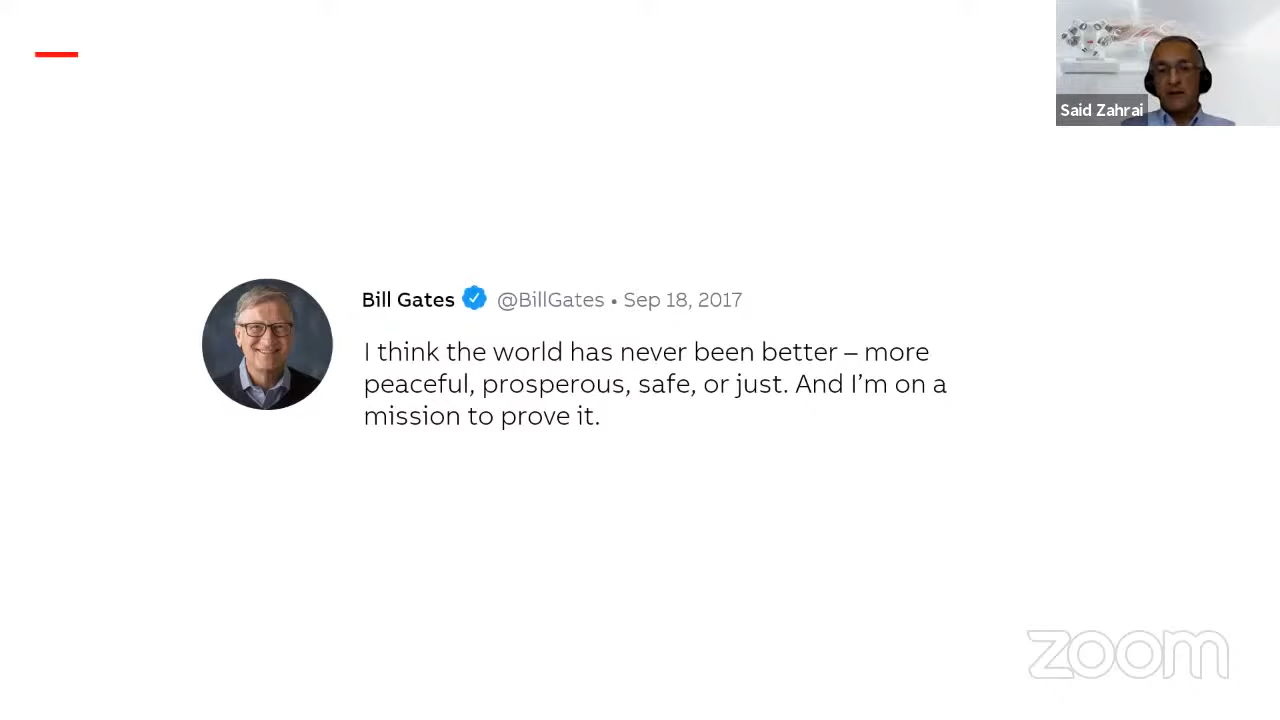 Said Zahrai
Bill Gates @BillGates • Sep 18, 2017
I think the world has never been better – more
peaceful, prosperous, safe, or just. And I’m on a
mission to prove it.
zoom